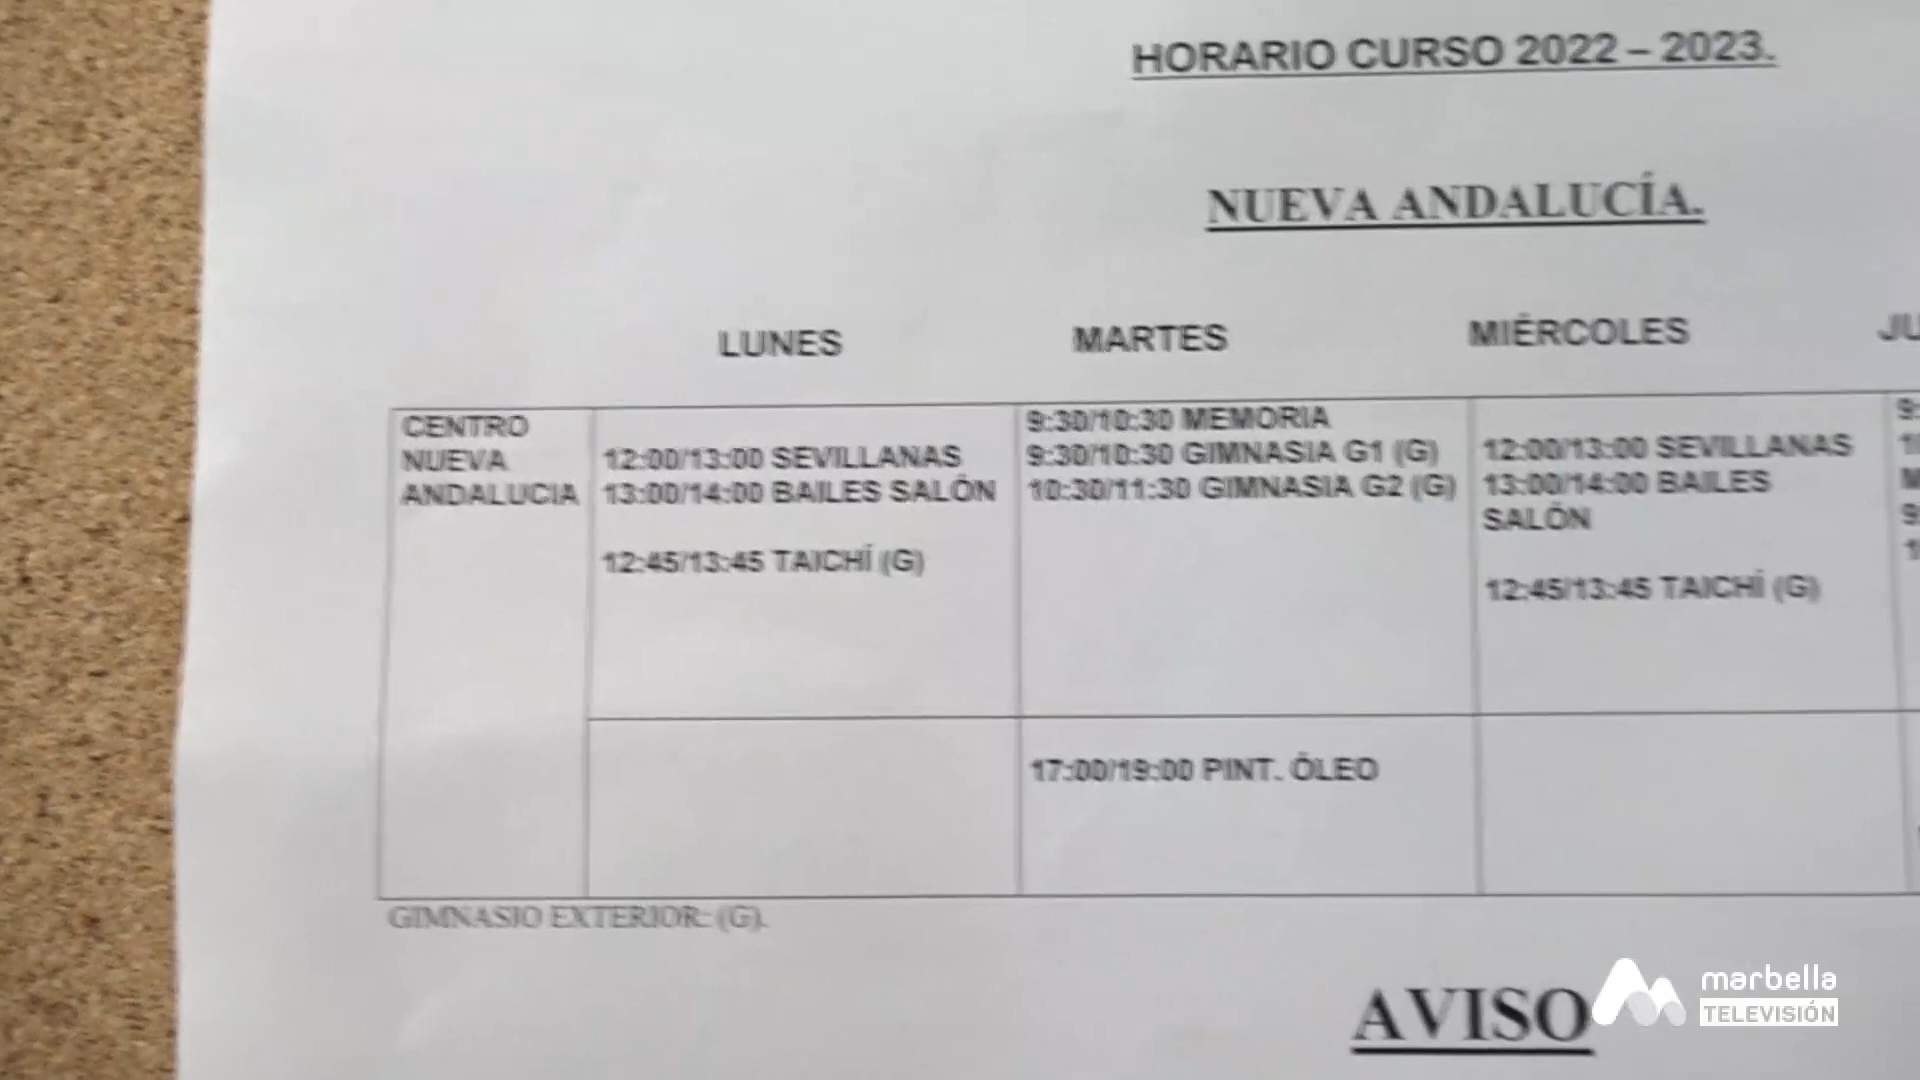 HORARIO CURSO 2022 – 2023.
NUEVA ANDALUCÍA.
LUNES MARTES MIÉRCOLES JU
CENTRO
NUEVA
ANDALUCIA
12:00/13:00 SEVILLANAS
13:00/14:00 BAILES SALÓN
12:45/13:45 TAICHÍ (G)
9:30/10:30 MEMORIA
9:30/10:30 GIMNASIA G1 (G)
10:30/11:30 GIMNASIA G2 (G)
12:00/13:00 SEVILLANAS
13:00/14:00 BAILES
SALÓN
12:45/13:45 TAICHÍ (G)
17:00/19:00 PINT. ÓLEO
GIMNASIO EXTERIOR: (G).
AVISO
marbella
TELEVISIÓN